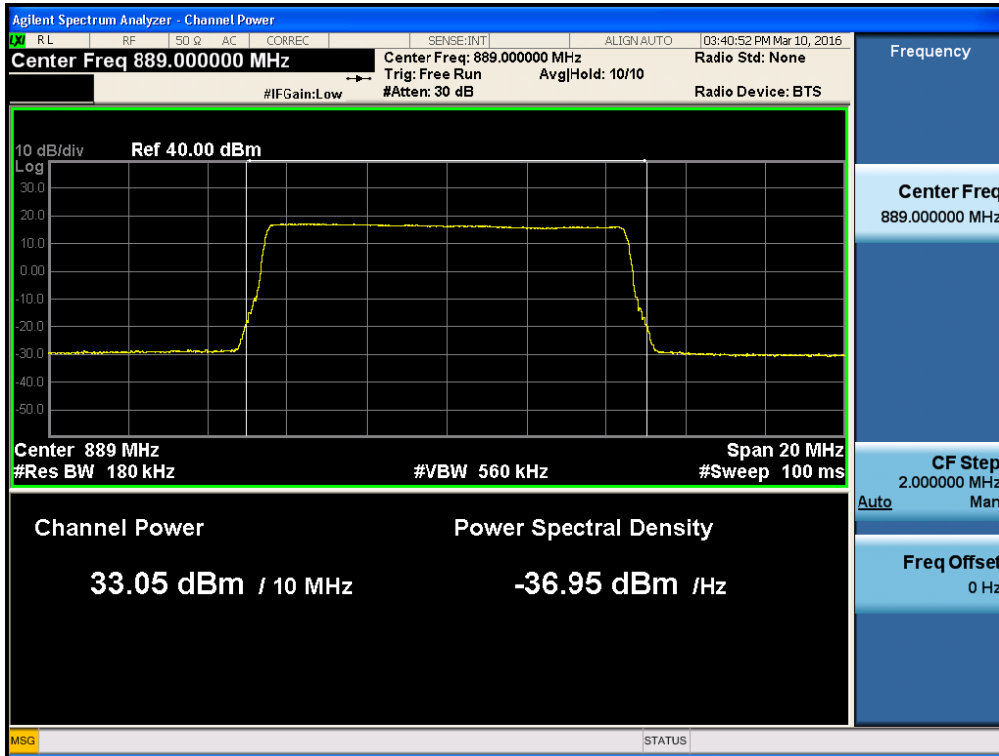 Agilent Spectrum Analyzer - Channel Power
LXI RL RF 50 Ω AC CORREC SENSE:INT ALIGN AUTO 03:40:52 PM Mar 10, 2016
Center Freq 889.000000 MHz
Center Freq: 889.000000 MHz
Radio Std: None
Trig: Free Run Avg|Hold: 10/10
#IFGain:Low
#Atten: 30 dB
Radio Device: BTS
10 dB/div Ref 40.00 dBm
Log
30.0
20.0
10.0
0.00
-10.0
-20.0
-30.0
-40.0
-50.0
Center 889 MHz Span 20 MHz
#Res BW 180 kHz #VBW 560 kHz #Sweep 100 ms
Channel Power Power Spectral Density
33.05 dBm / 10 MHz -36.95 dBm /Hz
Frequency
Center Freq
889.000000 MHz
CF Step
2.000000 MHz
Auto Man
Freq Offset
0 Hz
MSG STATUS